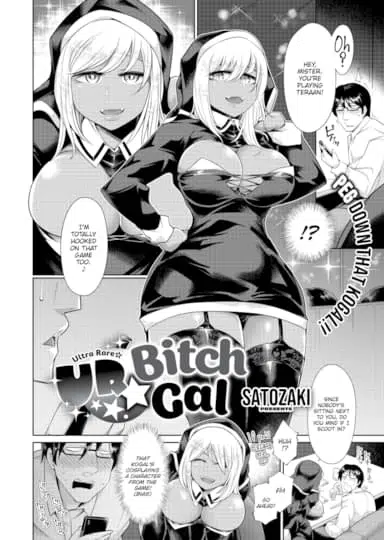 Oh?
HEY,
MISTER.
YOU'RE
PLAYING
TERAAN!
PEG DOWN THAT KOGAL!!
!?
I'M
TOTALLY
HOOKED ON
THAT
GAME
TOO. ♪
Ultra Rare☆
UR Bitch
Gal
SATOZAKI
PRESENTS
SINCE
NOBODY'S
SITTING NEXT
TO YOU, DO
YOU MIND IF I
SCOOT IN?
HUH
!?
GO
AHEAD!
THAT
KOGAL'S
COSPLAYING A
CHARACTER
FROM
THE GAME!